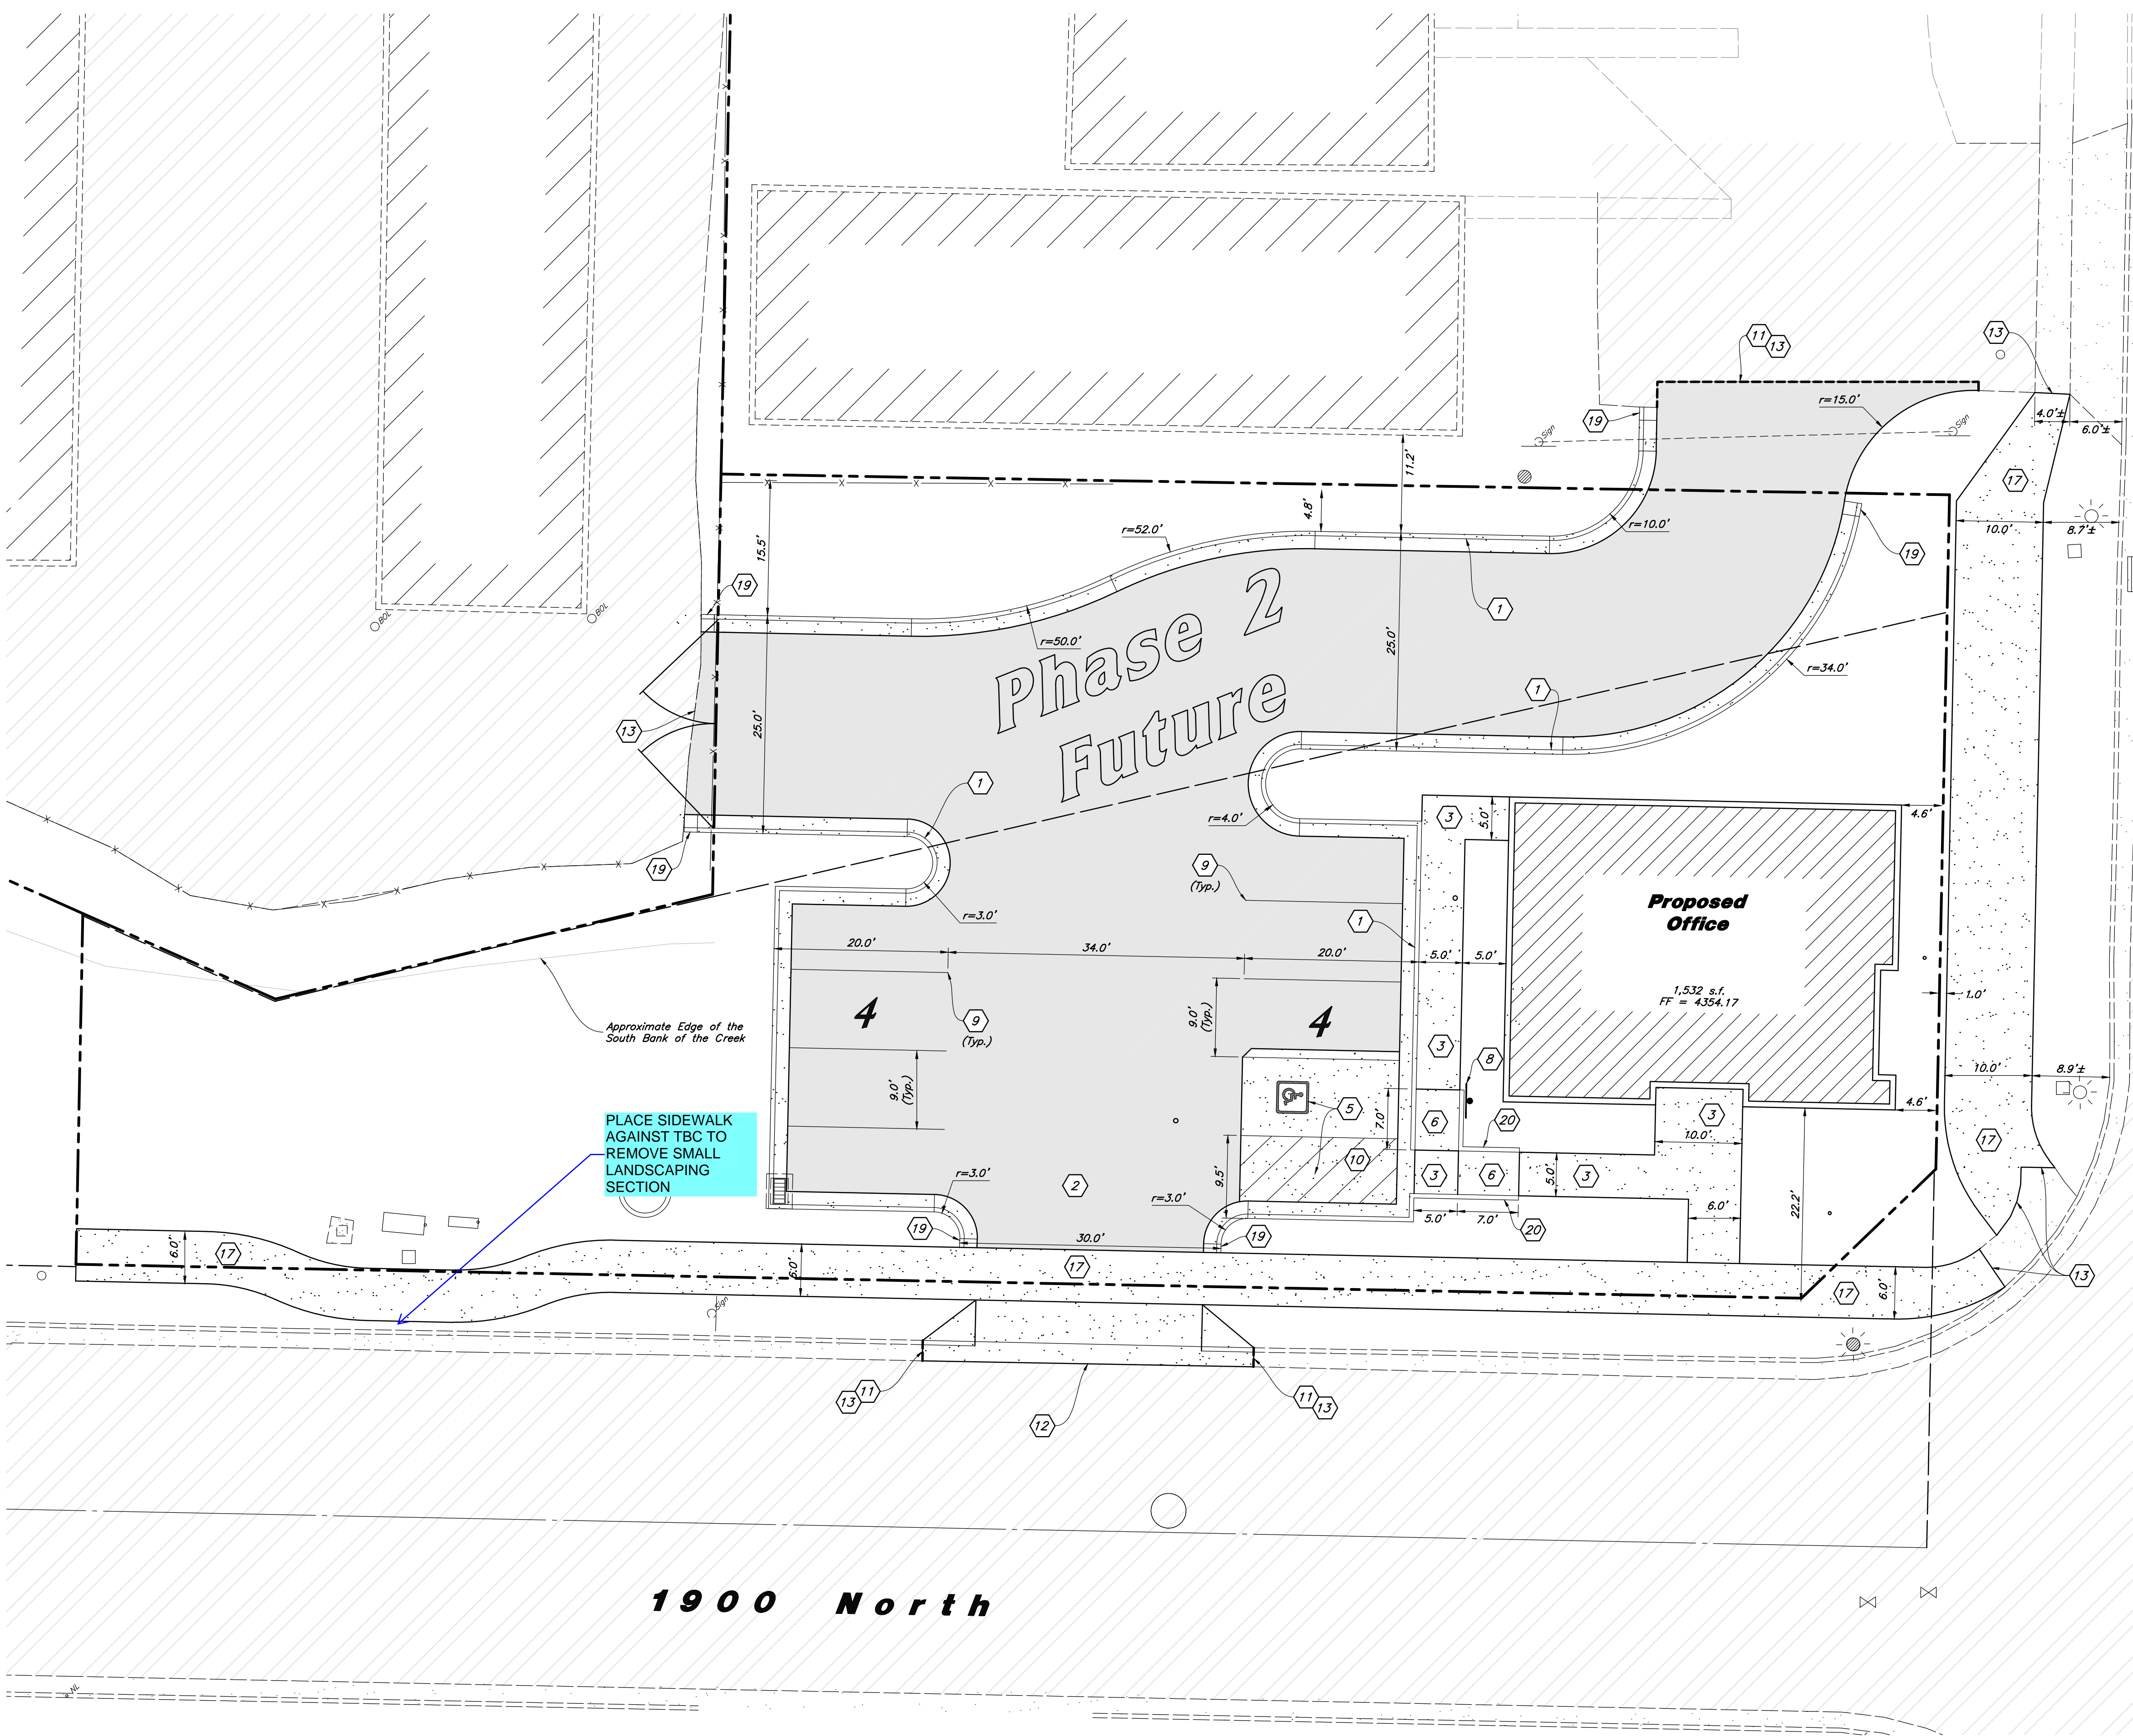 11
13
13
r=15.0'
4.0'±
6.0'±
19
Sign
Sign
11.2'
17
4.8'
r=52.0'
r=10.0'
10.0'
8.7'±
15.5'
19
BOL
BOL
19
1
Phase 2
Future
r=50.0'
25.0'
r=34.0'
1
13
25.0'
1
r=4.0'
3
5.0'
4.6'
19
9
(Typ.)
r=3.0'
1
Proposed
Office
20.0'
34.0'
20.0'
5.0'
5.0'
1,532 s.f.
FF = 4354.17
1.0'
4
9
(Typ.)
9.0'
(Typ.)
4
Approximate Edge of the
South Bank of the Creek
3
8
10.0'
8.9'±
9.0'
(Typ.)
5
4.6'
PLACE SIDEWALK
AGAINST TBC TO
REMOVE SMALL
LANDSCAPING
SECTION
7.0'
6
20
3
10.0'
17
10
r=3.0'
2
9.5'
r=3.0'
3
6
5.0'
3
22.2'
5.0'
7.0'
20
6.0'
19
30.0'
19
6.0'
17
6.0'
17
17
6.0'
13
Sign
13
11
12
11
13
1900 North
NL